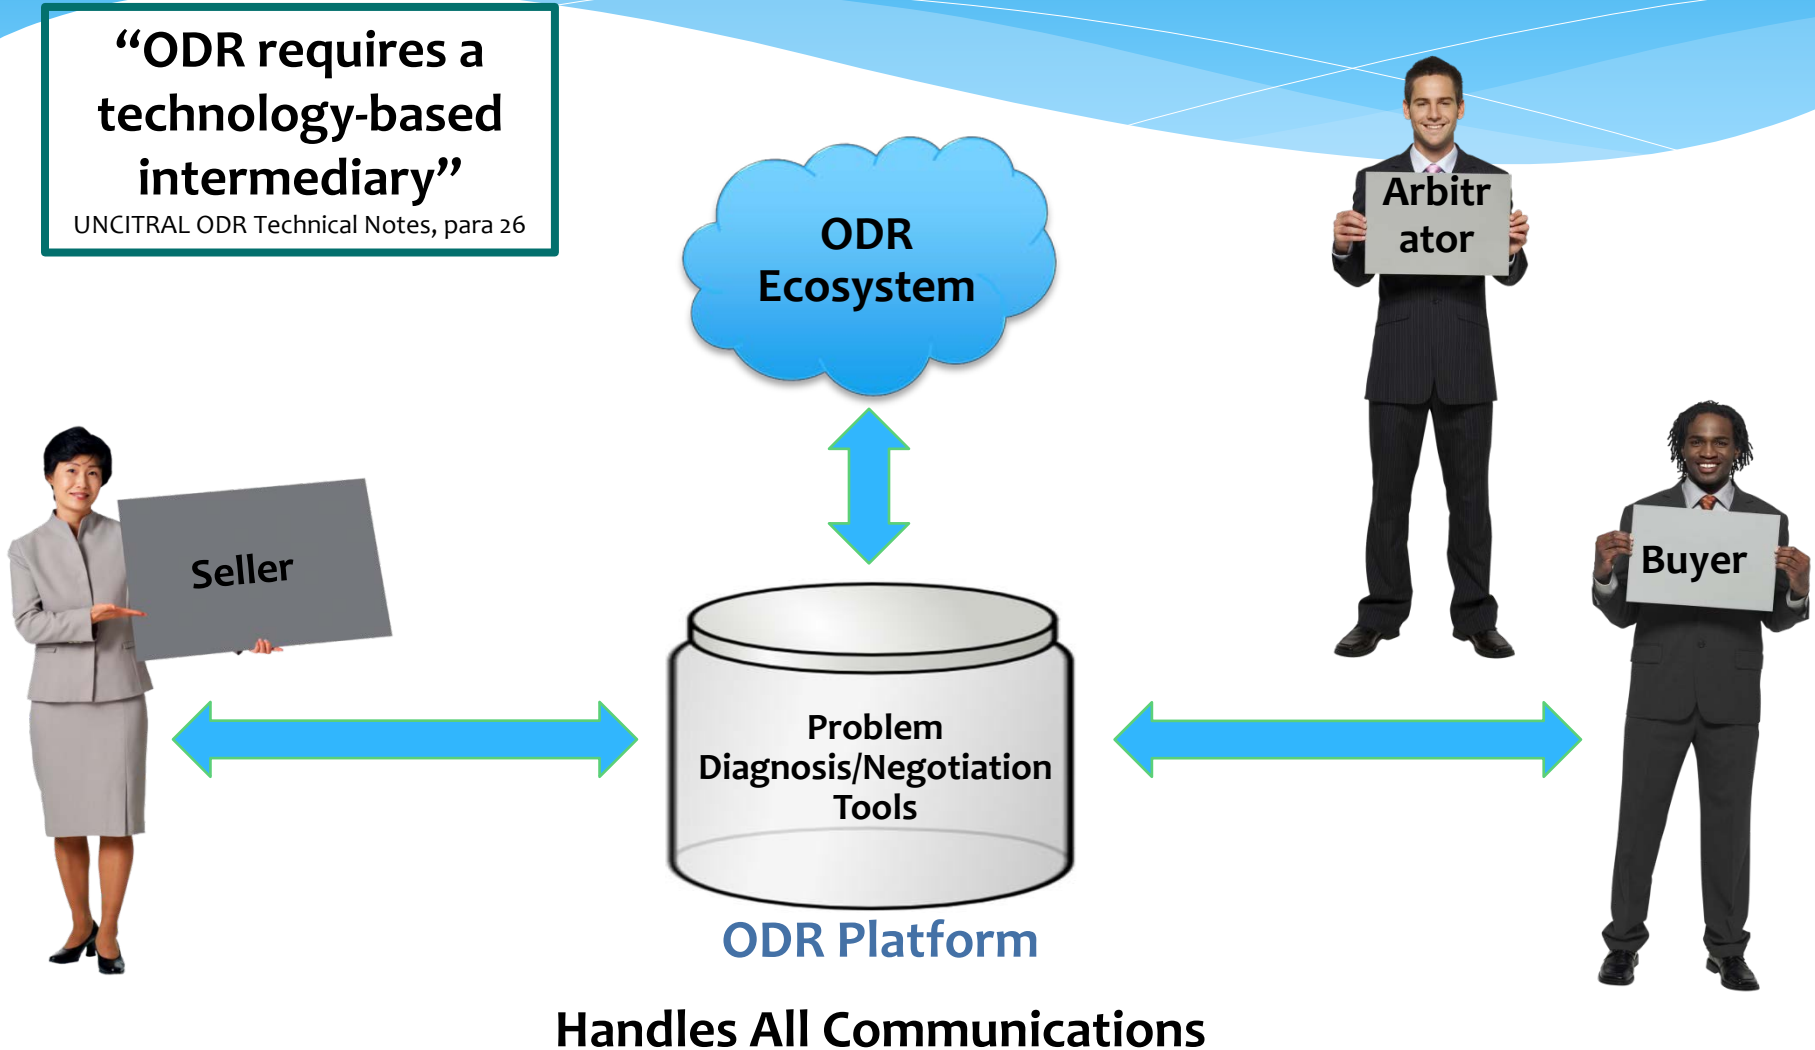 “ODR requires a
technology-based
intermediary”
UNCITRAL ODR Technical Notes, para 26
ODR
Ecosystem
Arbitr
ator
Seller
Buyer
Problem
Diagnosis/Negotiation
Tools
ODR Platform
Handles All Communications